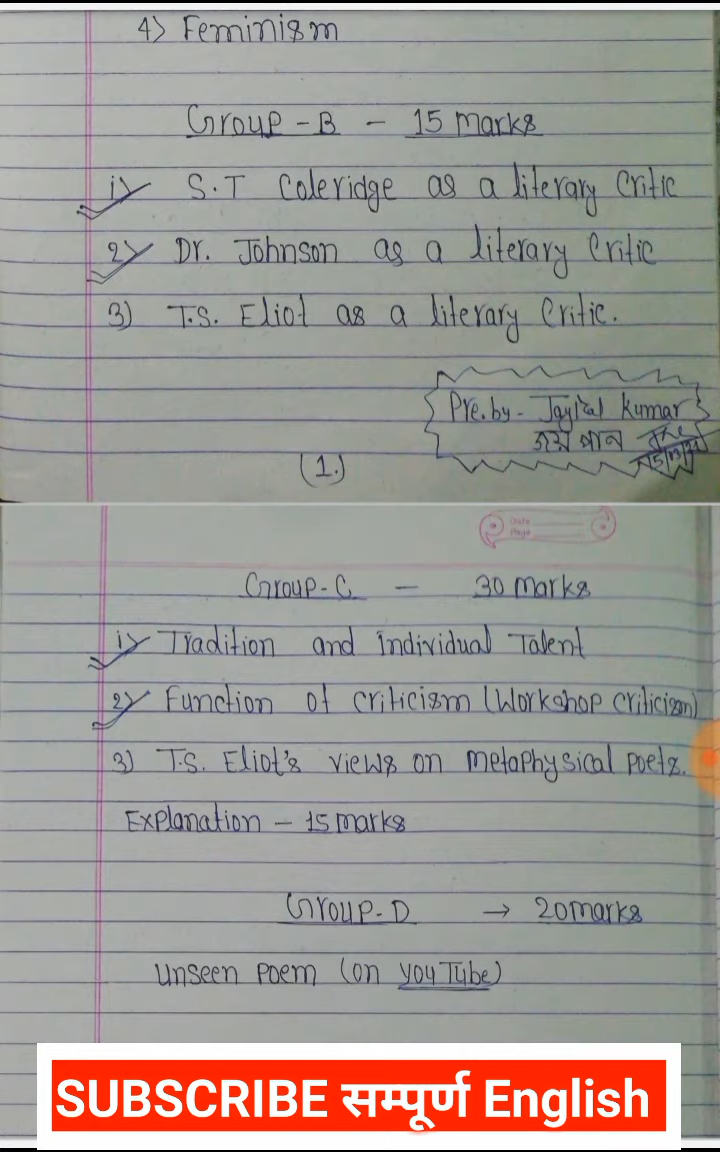 4) Feminism
Group - B - 15 marks
1) S.T Coleridge as a literary Critic
2) Dr. Johnson as a literary Critic
3) T.S. Eliot as a literary Critic.
Pre.by - Kumar
(1.)
Date
Page
Group - C - 30 marks
1) Tradition and individual Talent
2) Function of criticism (Workshop criticism)
3) T.S. Eliot's views on metaphysical poets.
Explanation - 15 marks
Group - D → 20 marks
Unseen poem (on YouTube)
SUBSCRIBE सम्पूर्ण English